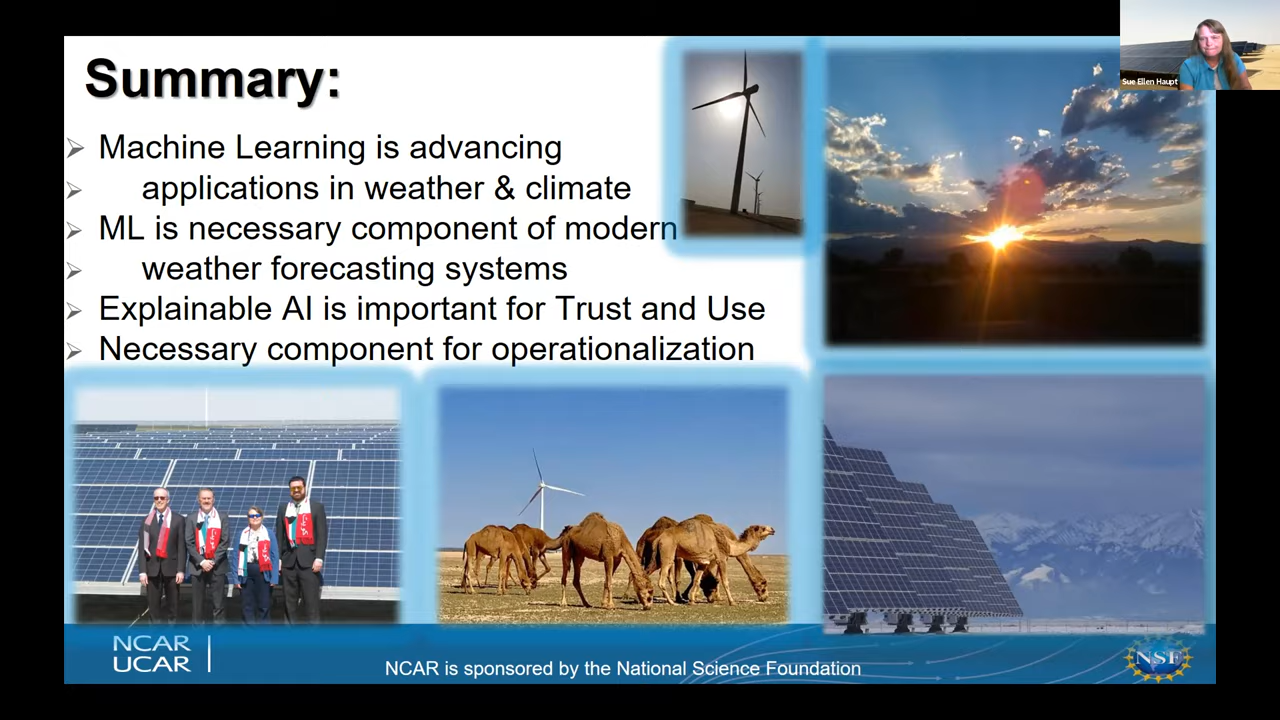 Summary:
Sue Ellen Haupt
➢ Machine Learning is advancing
➢ applications in weather & climate
➢ ML is necessary component of modern
➢ weather forecasting systems
➢ Explainable AI is important for Trust and Use
➢ Necessary component for operationalization
NCAR
UCAR
NCAR is sponsored by the National Science Foundation
NSF